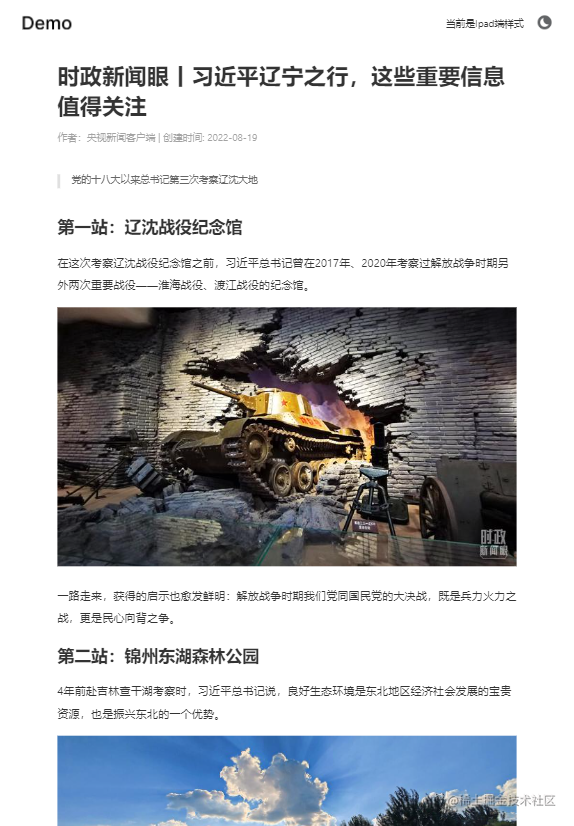 Demo
当前是ipad端样式
时政新闻眼丨习近平辽宁之行，这些重要信息
值得关注
作者：央视新闻客户端 | 创建时间: 2022-08-19
党的十八大以来总书记第三次考察辽沈大地
第一站：辽沈战役纪念馆
在这次考察辽沈战役纪念馆之前，习近平总书记曾在2017年、2020年考察过解放战争时期另
外两次重要战役——淮海战役、渡江战役的纪念馆。
时政
新闻眼
一路走来，获得的启示也愈发鲜明：解放战争时期我们党同国民党的大决战，既是兵力火力之
战，更是民心向背之争。
第二站：锦州东湖森林公园
4年前赴吉林查干湖考察时，习近平总书记说，良好生态环境是东北地区经济社会发展的宝贵
资源，也是振兴东北的一个优势。
@稀土掘金技术社区